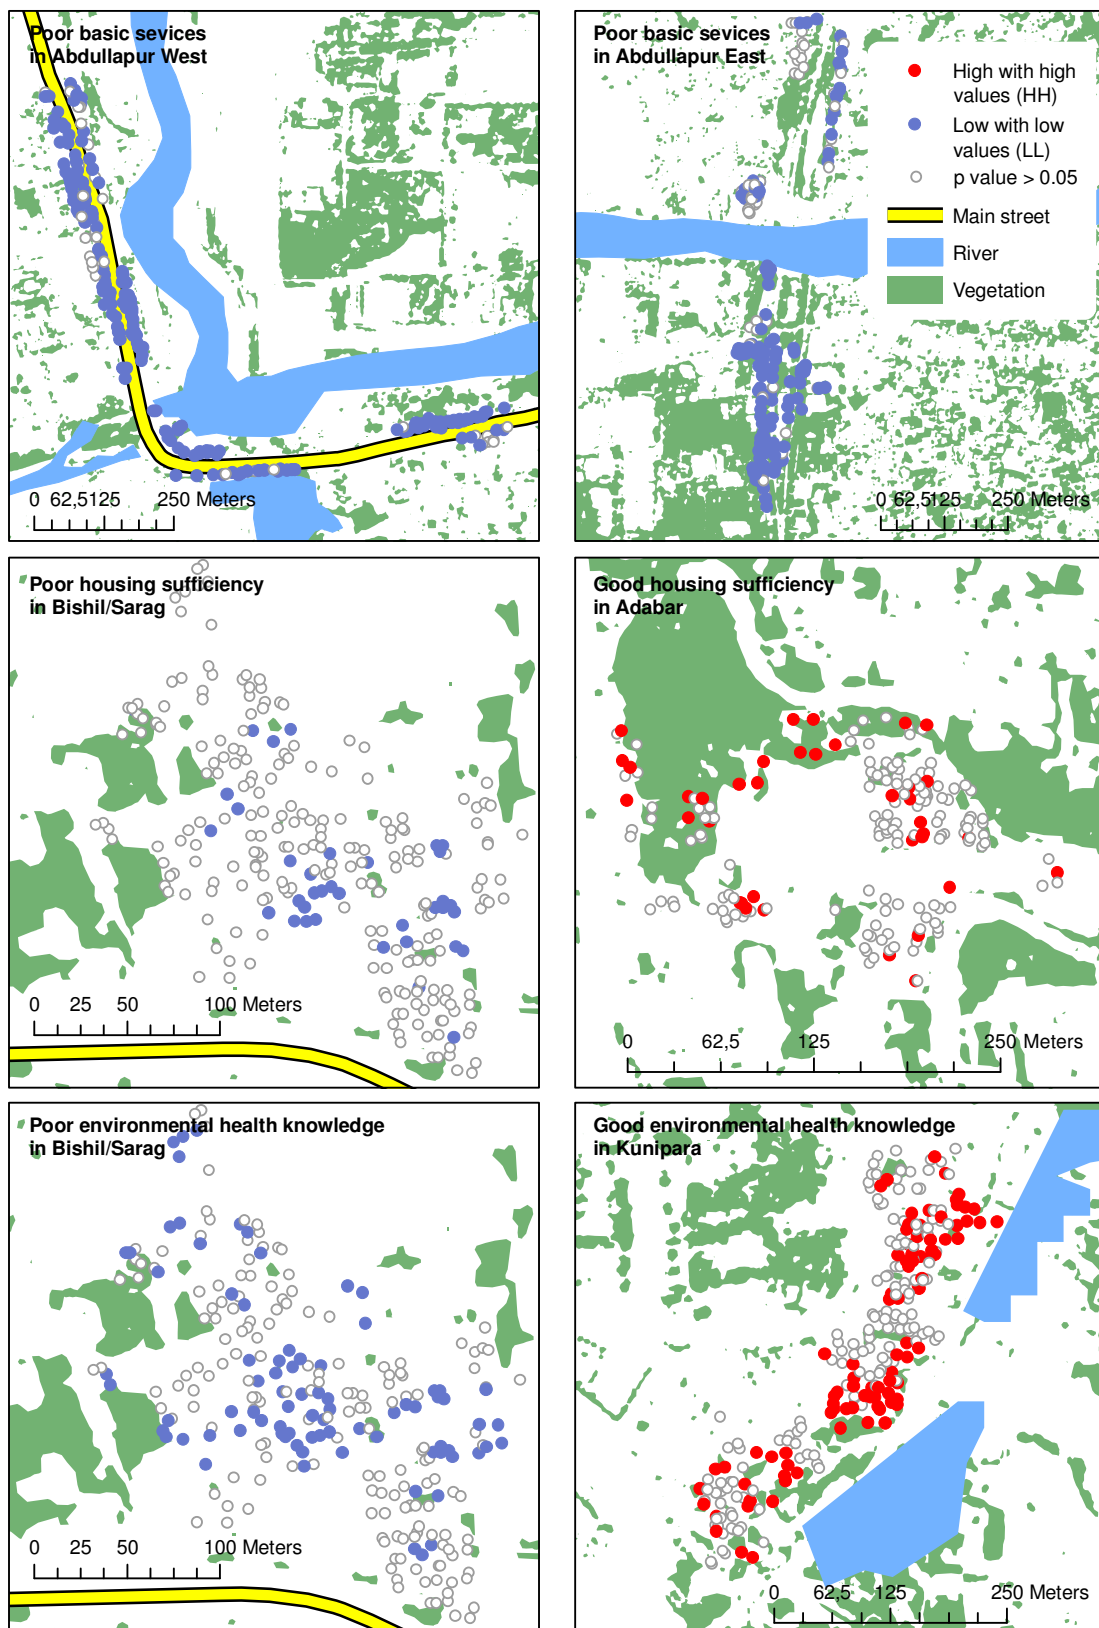 Poor basic sevices
in Abdullapur West
0 62,5125 250 Meters
Poor basic sevices
in Abdullapur East
High with high
values (HH)
Low with low
values (LL)
p value > 0.05
Main street
River
Vegetation
0 62,5125 250 Meters
Poor housing sufficiency
in Bishil/Sarag
0 25 50 100 Meters
Good housing sufficiency
in Adabar
0 62,5 125 250 Meters
Poor environmental health knowledge
in Bishil/Sarag
0 25 50 100 Meters
Good environmental health knowledge
in Kunipara
0 62,5 125 250 Meters